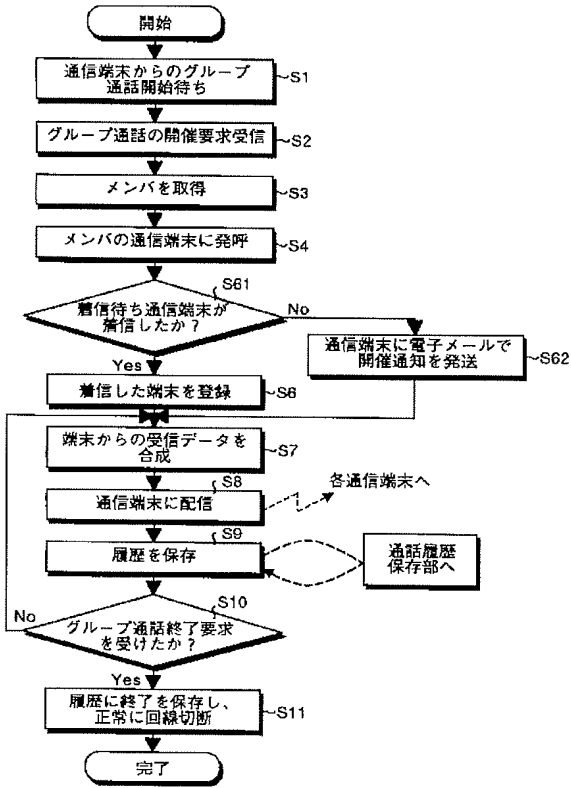 開始
通信端末からのグループ
通話開始待ち
S1
グループ通話の開催要求受信
S2
メンバを取得
S3
メンバの通信端末に発呼
S4
S61
着信待ち通信端末が
着信したか？
No
Yes
通信端末に電子メールで
開催通知を発送
S62
着信した端末を登録
S6
端末からの受信データを
合成
S7
S8
通信端末に配信
各通信端末へ
S9
履歴を保存
通話履歴
保存部へ
S10
No
グループ通話終了要求
を受けたか？
Yes
履歴に終了を保存し、
正常に回線切断
S11
完了